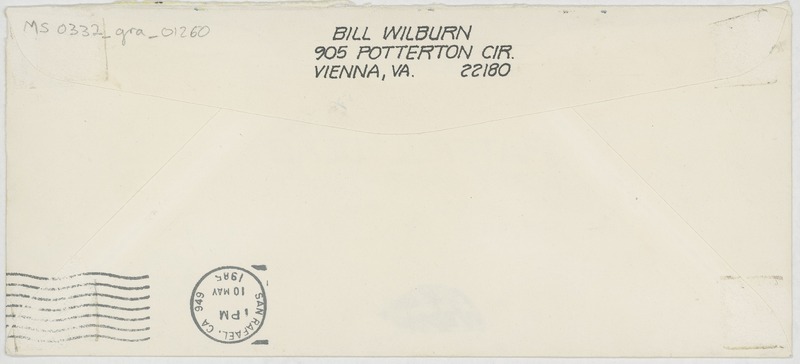 MS 0332_gra_01260
BILL WILBURN
905 POTTERTON CIR.
VIENNA, VA. 22180
SAN RAFAEL, CA 949
PM
10 MAY
1985